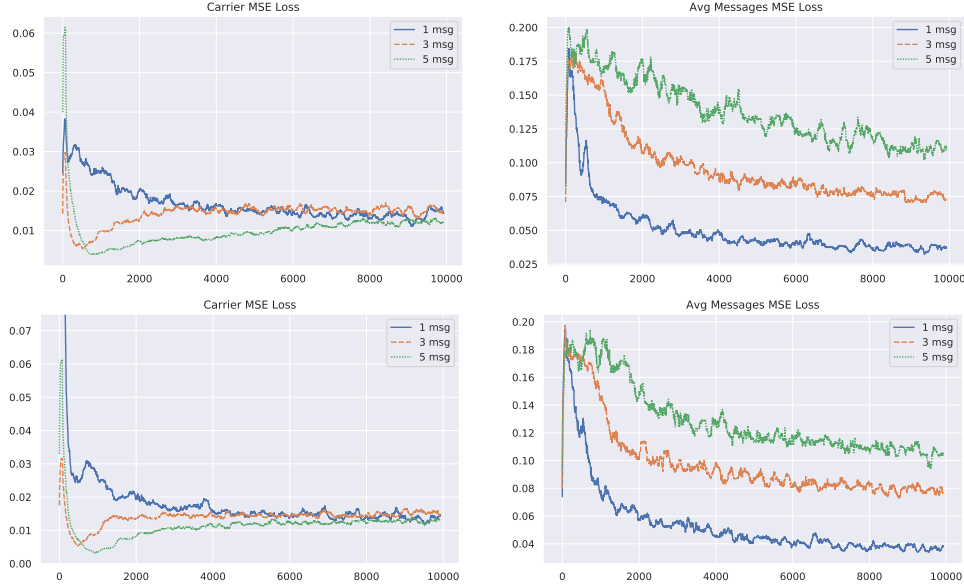 Carrier MSE Loss
0.06
0.05
0.04
0.03
0.02
0.01
0 2000 4000 6000 8000 10000
1 msg
3 msg
5 msg
Avg Messages MSE Loss
0.200
0.175
0.150
0.125
0.100
0.075
0.050
0.025
0 2000 4000 6000 8000 10000
1 msg
3 msg
5 msg
Carrier MSE Loss
0.07
0.06
0.05
0.04
0.03
0.02
0.01
0.00
0 2000 4000 6000 8000 10000
1 msg
3 msg
5 msg
Avg Messages MSE Loss
0.20
0.18
0.16
0.14
0.12
0.10
0.08
0.06
0.04
0 2000 4000 6000 8000 10000
1 msg
3 msg
5 msg